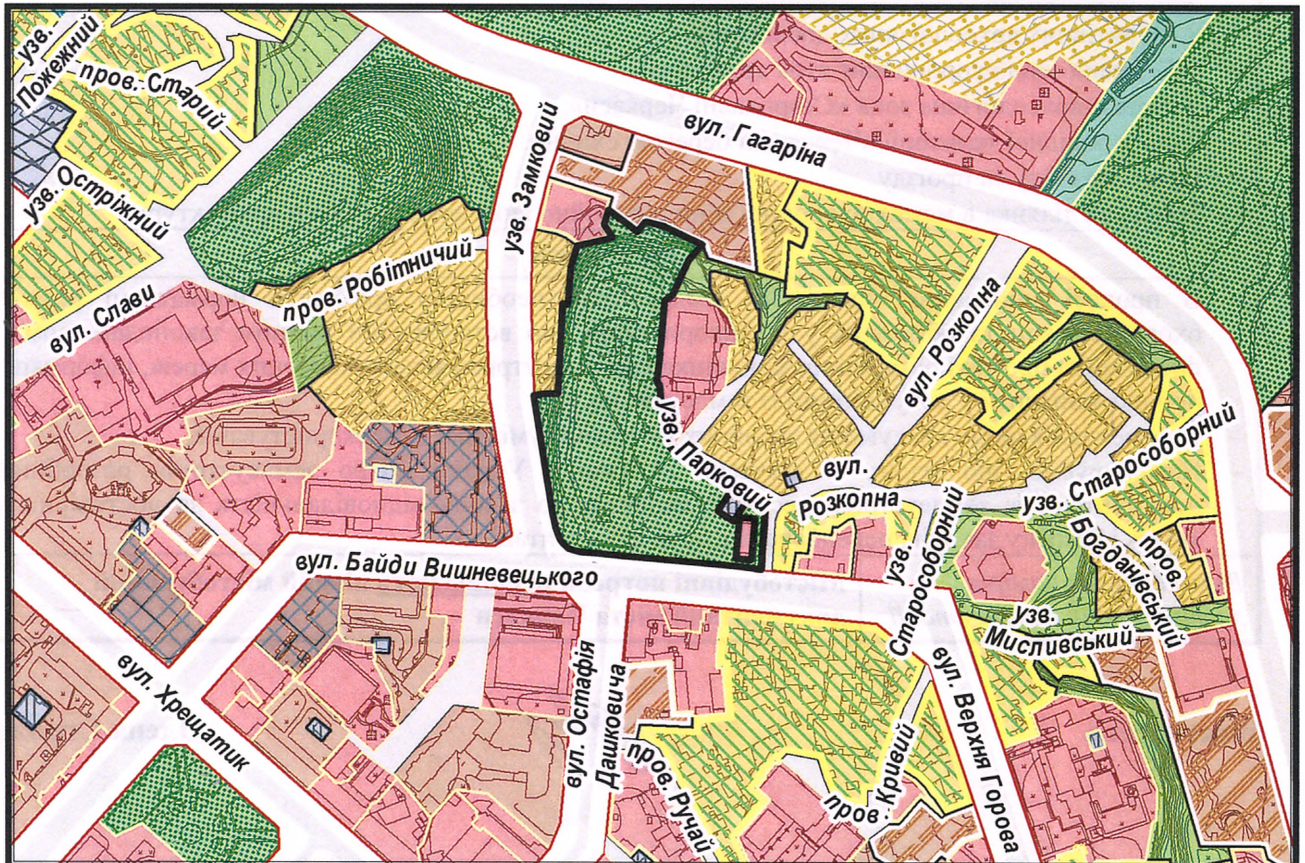 узв.
Пожежний
пров. Старий
узв. Остріжний
вул. Слави
пров. Робітничий
узв. Замковий
вул. Гагаріна
вул. Розкопна
узв. Парковий
вул.
Розкопна
узв.
Старособорний
узв. Старособорний
пров.
Богданівський
узв.
Мисливський
вул. Байди Вишневецького
вул. Хрещатик
вул. Остафія
Дашковича
пров. Ручай
пров. Кривий
вул. Верхня Горова